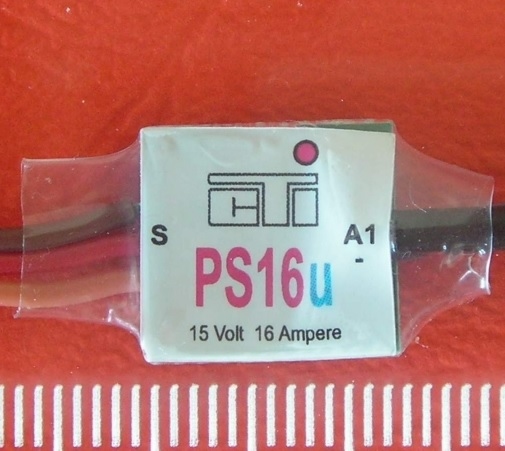 CTi
S
A1
-
PS16u
15 Volt 16 Ampere